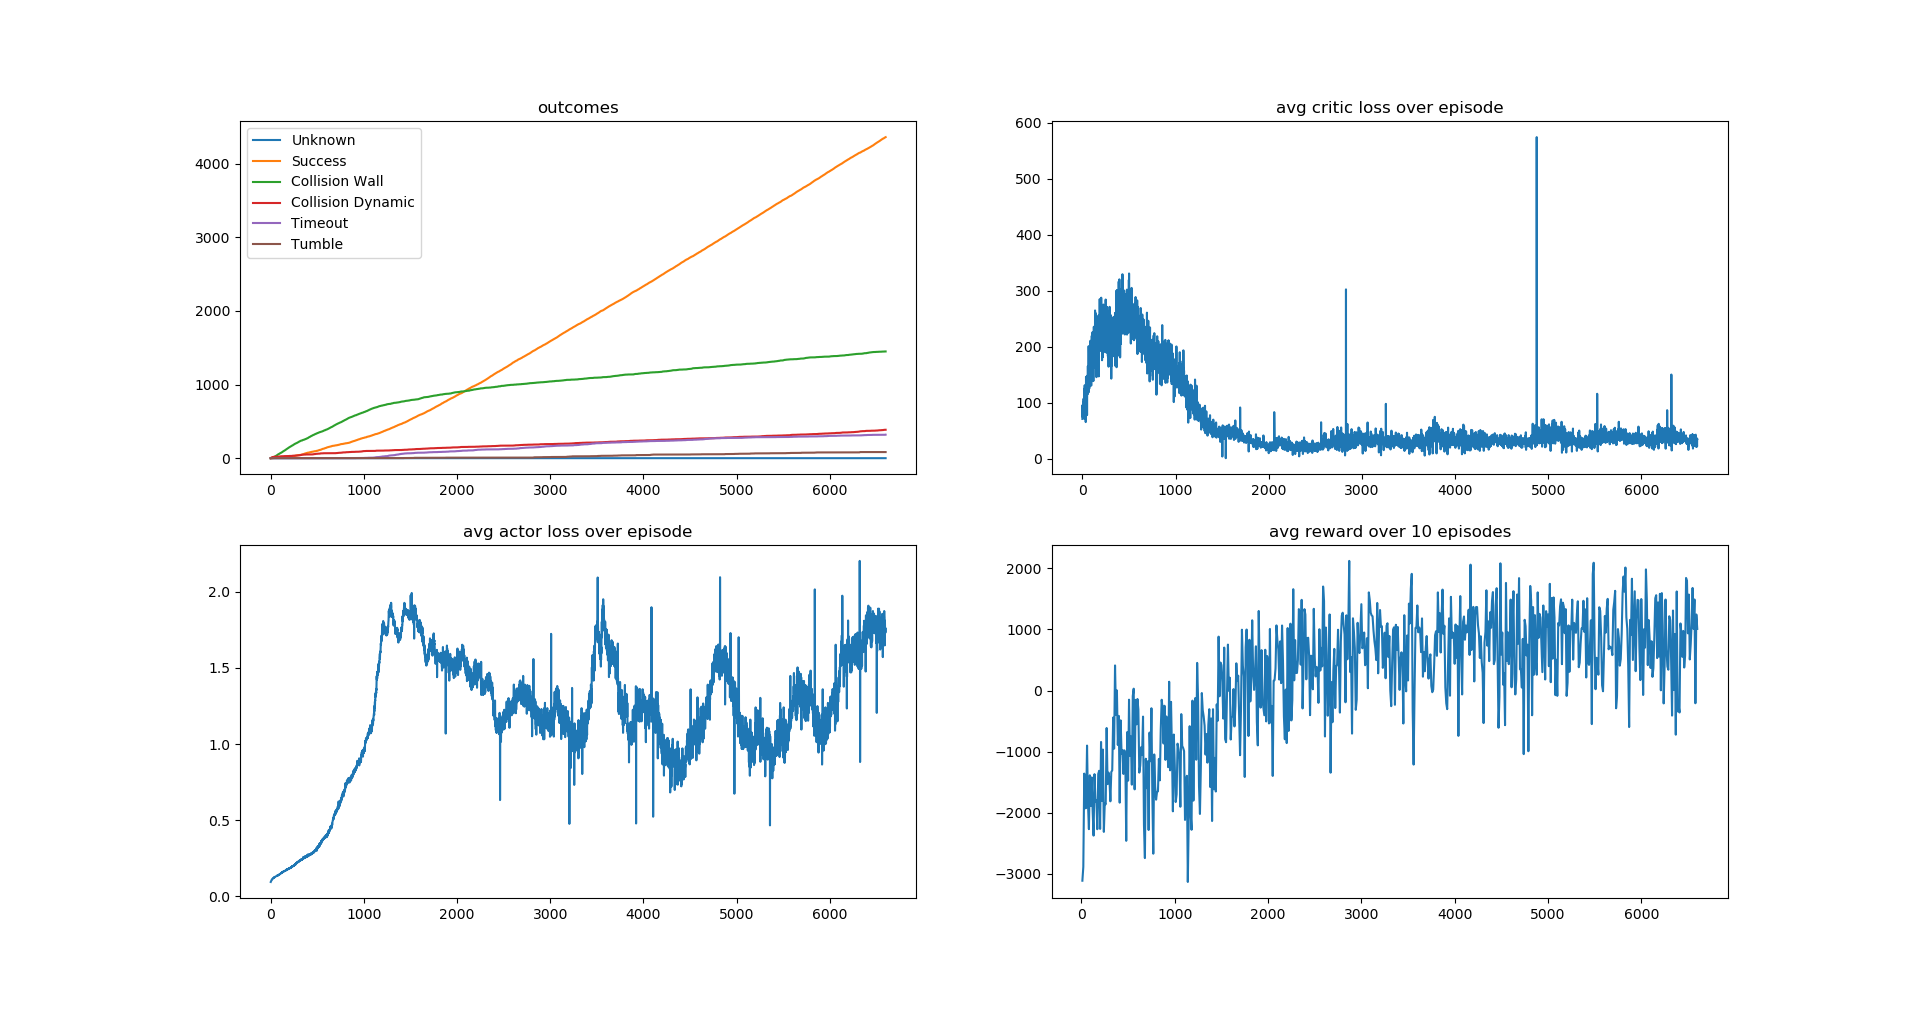 outcomes
Unknown
Success
Collision Wall
Collision Dynamic
Timeout
Tumble
4000
3000
2000
1000
0
0 1000 2000 3000 4000 5000 6000
avg critic loss over episode
600
500
400
300
200
100
0
0 1000 2000 3000 4000 5000 6000
avg actor loss over episode
2.0
1.5
1.0
0.5
0.0
0 1000 2000 3000 4000 5000 6000
avg reward over 10 episodes
2000
1000
0
−1000
−2000
−3000
0 1000 2000 3000 4000 5000 6000